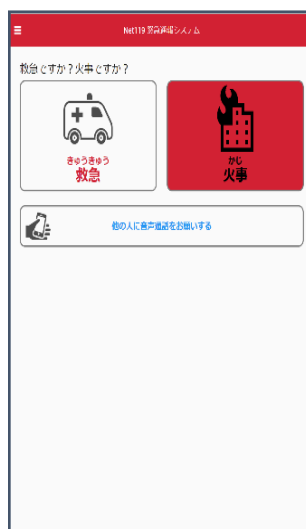 Net119 緊急通報システム
救急ですか？火事ですか？
きゅうきゅう
救急
かじ
火事
他の人に音声通話をお願いする